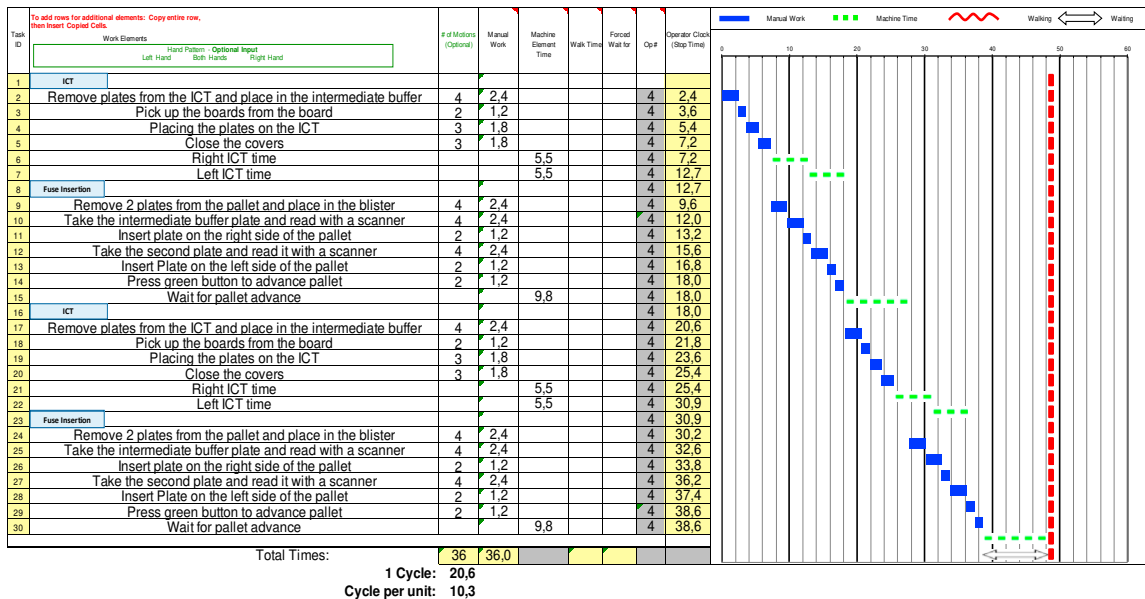 To add rows for additional elements: Copy entire row,
then Insert Copied Cells.
Task ID
Work Elements
Hand Pattern - Optional Input
Left Hand Both Hands Right Hand
# of Motions (Optional)
Manual Work
Machine Element Time
Walk Time
Forced Wait for
Op#
Operator Clock (Stop Time)
Manual Work Machine Time Walking Waiting
0 10 20 30 40 50 60
1 ICT
2 Remove plates from the ICT and place in the intermediate buffer 4 2,4 4 2,4
3 Pick up the boards from the board 2 1,2 4 3,6
4 Placing the plates on the ICT 3 1,8 4 5,4
5 Close the covers 3 1,8 4 7,2
6 Right ICT time 5,5 4 7,2
7 Left ICT time 5,5 4 12,7
8 Fuse Insertion 4 12,7
9 Remove 2 plates from the pallet and place in the blister 4 2,4 4 9,6
10 Take the intermediate buffer plate and read with a scanner 4 2,4 4 12,0
11 Insert plate on the right side of the pallet 2 1,2 4 13,2
12 Take the second plate and read it with a scanner 4 2,4 4 15,6
13 Insert Plate on the left side of the pallet 2 1,2 4 16,8
14 Press green button to advance pallet 2 1,2 4 18,0
15 Wait for pallet advance 9,8 4 18,0
16 ICT 4 18,0
17 Remove plates from the ICT and place in the intermediate buffer 4 2,4 4 20,6
18 Pick up the boards from the board 2 1,2 4 21,8
19 Placing the plates on the ICT 3 1,8 4 23,6
20 Close the covers 3 1,8 4 25,4
21 Right ICT time 5,5 4 25,4
22 Left ICT time 5,5 4 30,9
23 Fuse Insertion 4 30,9
24 Remove 2 plates from the pallet and place in the blister 4 2,4 4 30,2
25 Take the intermediate buffer plate and read with a scanner 4 2,4 4 32,6
26 Insert plate on the right side of the pallet 2 1,2 4 33,8
27 Take the second plate and read it with a scanner 4 2,4 4 36,2
28 Insert Plate on the left side of the pallet 2 1,2 4 37,4
29 Press green button to advance pallet 2 1,2 4 38,6
30 Wait for pallet advance 9,8 4 38,6
Total Times: 36 36,0
1 Cycle: 20,6
Cycle per unit: 10,3